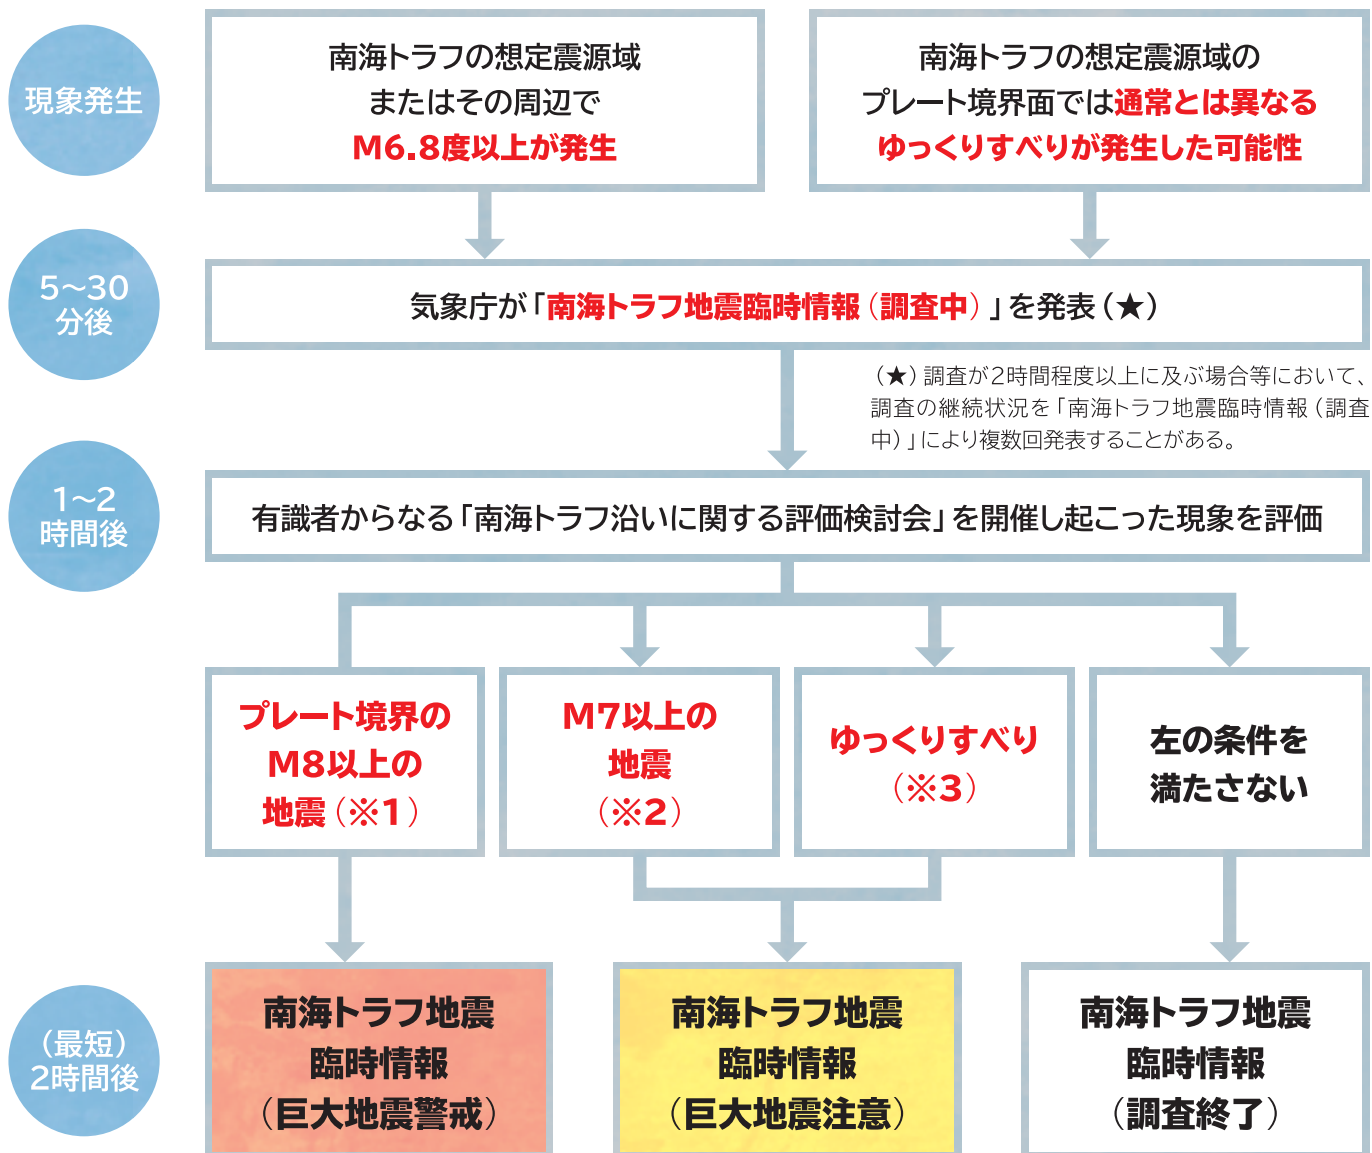 現象発生
南海トラフの想定震源域
またはその周辺で
M6.8度以上が発生
南海トラフの想定震源域の
プレート境界面では通常とは異なる
ゆっくりすべりが発生した可能性
5〜30
分後
気象庁が「南海トラフ地震臨時情報(調査中)」を発表(★)
(★)調査が2時間程度以上に及ぶ場合等において、
調査の継続状況を「南海トラフ地震臨時情報(調査
中)」により複数回発表することがある。
1〜2
時間後
有識者からなる「南海トラフ沿いに関する評価検討会」を開催し起こった現象を評価
プレート境界の
M8以上の
地震(※1)
M7以上の
地震
(※2)
ゆっくりすべり
(※3)
左の条件を
満たさない
(最短)
2時間後
南海トラフ地震
臨時情報
(巨大地震警戒)
南海トラフ地震
臨時情報
(巨大地震注意)
南海トラフ地震
臨時情報
(調査終了)